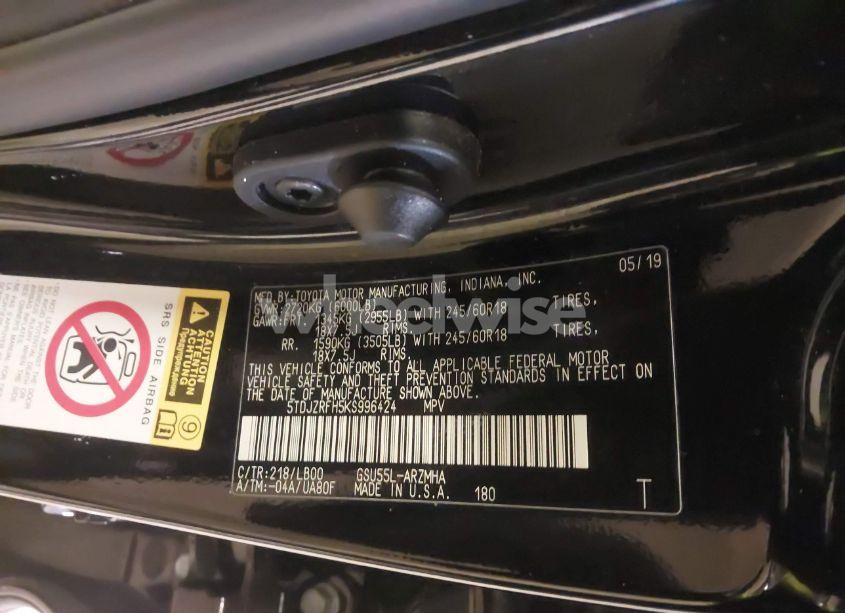 05/19
MFD.BY:TOYOTA MOTOR MANUFACTURING, INDIANA, INC.
GVWR:2720KG (6000LB)
GAWR:FR. 1340KG (2955LB) WITH 245/60R18 TIRES,
18X7.5J RIMS,
RR. 1590KG (3505LB) WITH 245/60R18 TIRES,
18X7.5J RIMS.
THIS VEHICLE CONFORMS TO ALL APPLICABLE FEDERAL MOTOR
VEHICLE SAFETY AND THEFT PREVENTION STANDARDS IN EFFECT ON
THE DATE OF MANUFACTURE SHOWN ABOVE.
5TDJZRFH5KS996424 MPV
C/TR:218/LB00 GSU55L-ARZMHA
A/TM:-04A/UA80F MADE IN U.S.A. 180 T
SRS SIDE AIRBAG
CAUTION
ATTENTION
ACHTUNG
9
wheelwise